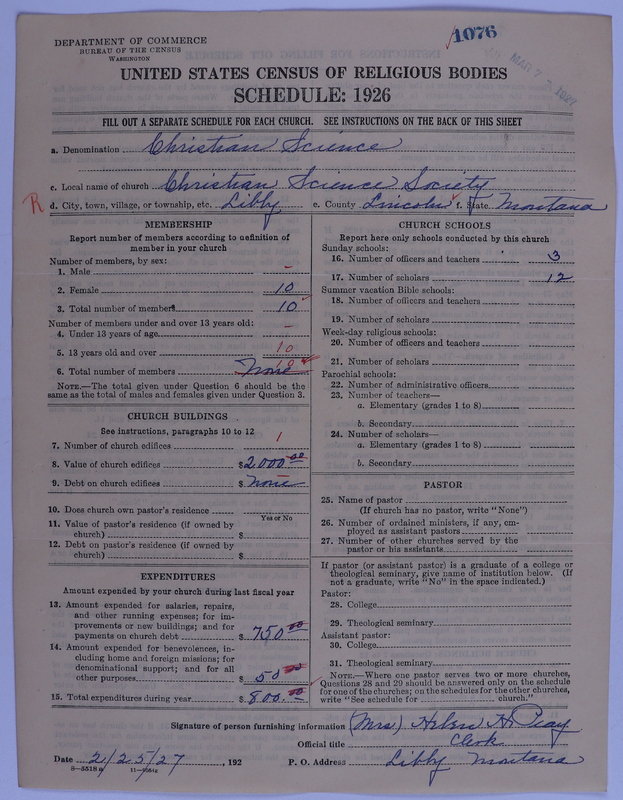 1076
MAR 7 1927
DEPARTMENT OF COMMERCE
BUREAU OF THE CENSUS
WASHINGTON
UNITED STATES CENSUS OF RELIGIOUS BODIES
SCHEDULE: 1926
FILL OUT A SEPARATE SCHEDULE FOR EACH CHURCH. SEE INSTRUCTIONS ON THE BACK OF THIS SHEET
a. Denomination Christian Science
c. Local name of church Christian Science Society
R d. City, town, village, or township, etc. Libby e. County Lincoln f. State Montana
MEMBERSHIP
Report number of members according to definition of
member in your church
Number of members, by sex:
1. Male –
2. Female 10
3. Total number of members 10
Number of members under and over 13 years old:
4. Under 13 years of age –
5. 13 years old and over 10
6. Total number of members None 10
NOTE.—The total given under Question 6 should be the
same as the total of males and females given under Question 3.
CHURCH BUILDINGS
See instructions, paragraphs 10 to 12
7. Number of church edifices 1
8. Value of church edifices $ 2000.00
9. Debt on church edifices $ none
10. Does church own pastor's residence
Yes or No
11. Value of pastor's residence (if owned by
church) $
12. Debt on pastor's residence (if owned by
church) $
EXPENDITURES
Amount expended by your church during last fiscal year
13. Amount expended for salaries, repairs,
and other running expenses; for im-
provements or new buildings; and for
payments on church debt $ 750.00
14. Amount expended for benevolences, in-
cluding home and foreign missions; for
denominational support; and for all
other purposes $ 50.00
15. Total expenditures during year $ 800.00
CHURCH SCHOOLS
Report here only schools conducted by this church
Sunday schools:
16. Number of officers and teachers 3
17. Number of scholars 12
Summer vacation Bible schools:
18. Number of officers and teachers
19. Number of scholars
Week-day religious schools:
20. Number of officers and teachers
21. Number of scholars
Parochial schools:
22. Number of administrative officers
23. Number of teachers—
a. Elementary (grades 1 to 8)
b. Secondary
24. Number of scholars—
a. Elementary (grades 1 to 8)
b. Secondary
PASTOR
25. Name of pastor
(If church has no pastor, write "None")
26. Number of ordained ministers, if any, em-
ployed as assistant pastors
27. Number of other churches served by the
pastor or his assistants
If pastor (or assistant pastor) is a graduate of a college or
theological seminary, give name of institution below. (If
not a graduate, write "No" in the space indicated.)
Pastor:
28. College
29. Theological seminary
Assistant pastor:
30. College
31. Theological seminary
NOTE.—Where one pastor serves two or more churches,
Questions 28 and 29 should be answered only on the schedule
for one of the churches; on the schedules for the other churches,
write "See schedule for church."
Signature of person furnishing information (Mrs) Helen H.
Official title Clerk
Date 2/25/27, 192 P. O. Address Libby Montana